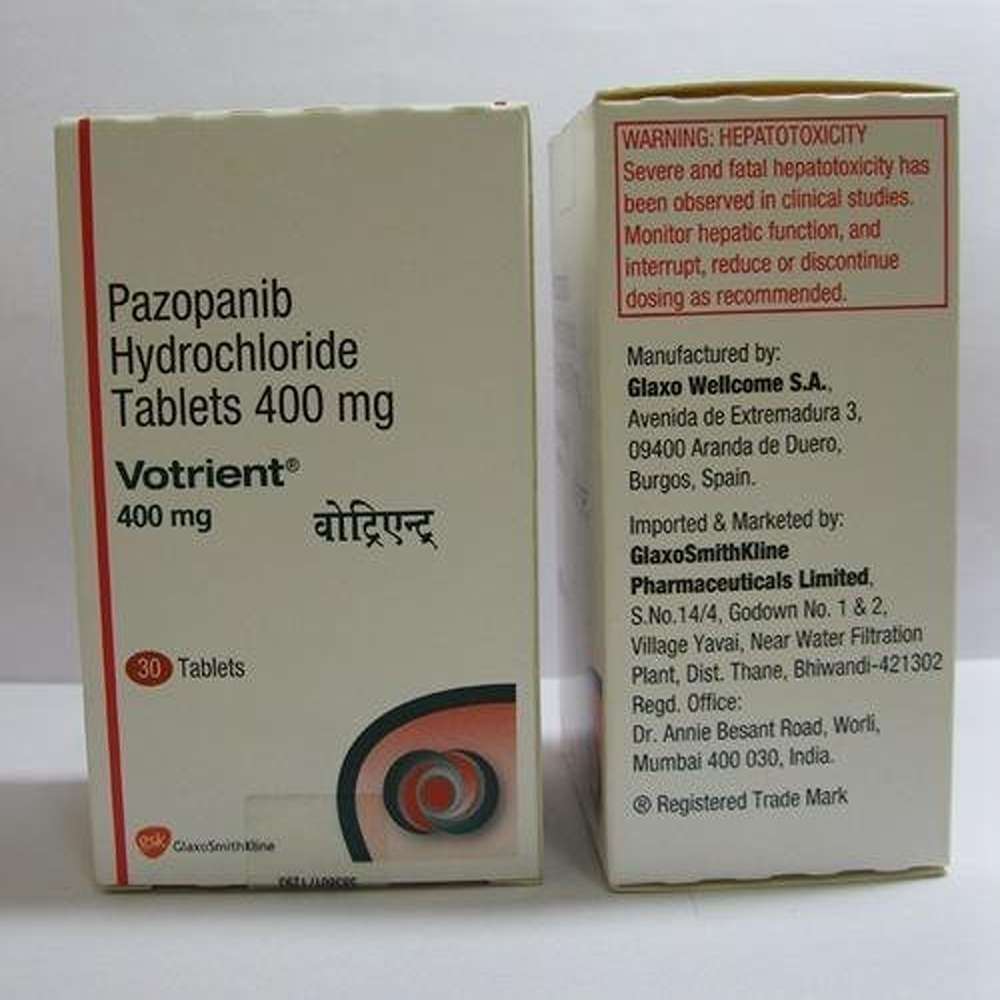 Pazopanib
Hydrochloride
Tablets 400 mg
Votrient®
400 mg
वोट्रिएन्ट
30 Tablets
gsk GlaxoSmithKline
WARNING: HEPATOTOXICITY
Severe and fatal hepatotoxicity has
been observed in clinical studies.
Monitor hepatic function, and
interrupt, reduce or discontinue
dosing as recommended.
Manufactured by:
Glaxo Wellcome S.A.,
Avenida de Extremadura 3,
09400 Aranda de Duero,
Burgos, Spain.
Imported & Marketed by:
GlaxoSmithKline
Pharmaceuticals Limited,
S.No.14/4, Godown No. 1 & 2,
Village Yavai, Near Water Filtration
Plant, Dist. Thane, Bhiwandi-421302
Regd. Office:
Dr. Annie Besant Road, Worli,
Mumbai 400 030, India.
® Registered Trade Mark